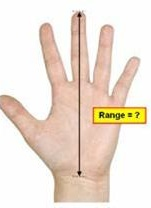 Range = ?